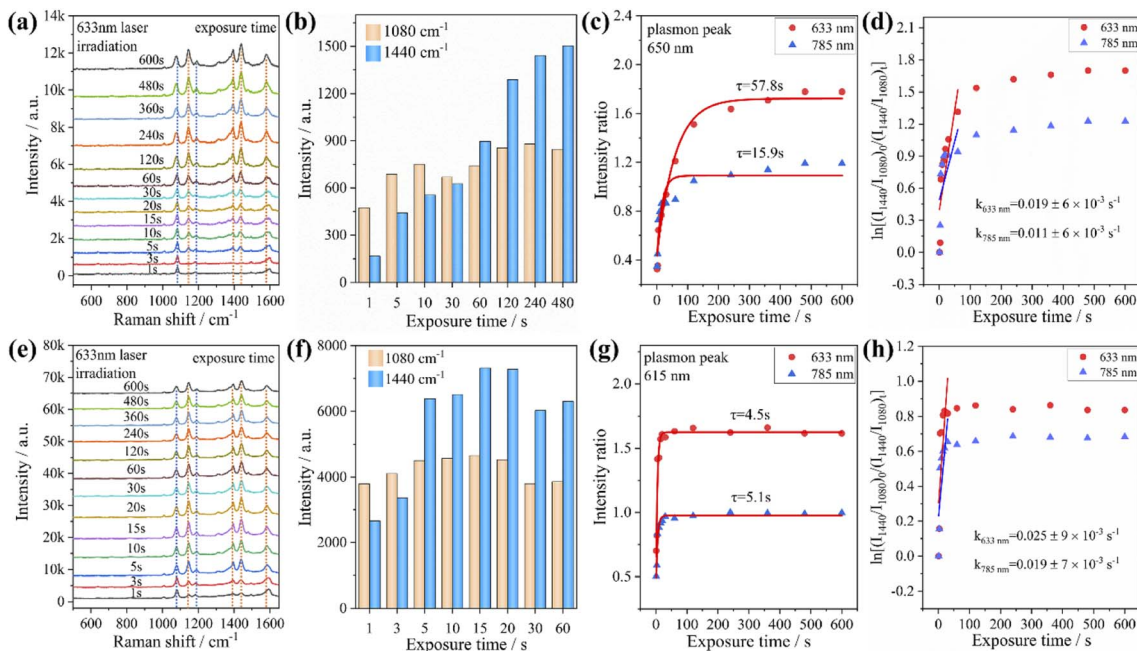 (a)
633nm laser irradiation
exposure time
600s
480s
360s
240s
120s
60s
30s
20s
15s
10s
5s
3s
1s
14k
12k
10k
8k
6k
4k
2k
0
Intensity / a.u.
600 800 1000 1200 1400 1600
Raman shift / cm⁻¹
(b)
1080 cm⁻¹
1440 cm⁻¹
1500
1200
900
600
300
0
Intensity / a.u.
1 5 10 30 60 120 240 480
Exposure time / s
(c)
plasmon peak
650 nm
633 nm
785 nm
τ=57.8s
τ=15.9s
2.4
2.0
1.6
1.2
0.8
0.4
Intensity ratio
0 100 200 300 400 500 600
Exposure time / s
(d)
633 nm
785 nm
k633 nm=0.019 ± 6 × 10⁻³ s⁻¹
k785 nm=0.011 ± 6 × 10⁻³ s⁻¹
2.1
1.8
1.5
1.2
0.9
0.6
0.3
0.0
-0.3
ln[(I1440/I1080)0/(I1440/I1080)t]
0 100 200 300 400 500 600
Exposure time / s
(e)
633nm laser
irradiation
exposure time
600s
480s
360s
240s
120s
60s
30s
20s
15s
10s
5s
3s
1s
80k
70k
60k
50k
40k
30k
20k
10k
0
Intensity / a.u.
600 800 1000 1200 1400 1600
Raman shift / cm⁻¹
(f)
1080 cm⁻¹
1440 cm⁻¹
8000
6000
4000
2000
0
Intensity / a.u.
1 3 5 10 15 20 30 60
Exposure time / s
(g)
plasmon peak
615 nm
633 nm
785 nm
τ=4.5s
τ=5.1s
2.0
1.5
1.0
0.5
Intensity ratio
0 100 200 300 400 500 600
Exposure time / s
(h)
633 nm
785 nm
k633 nm=0.025 ± 9 × 10⁻³ s⁻¹
k785 nm=0.019 ± 7 × 10⁻³ s⁻¹
1.2
1.0
0.8
0.6
0.4
0.2
0.0
-0.2
ln[(I1440/I1080)0/(I1440/I1080)t]
0 100 200 300 400 500 600
Exposure time / s